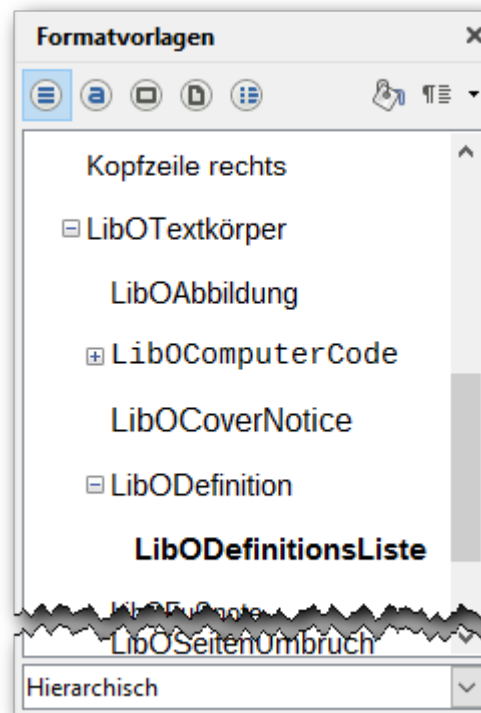 Formatvorlagen
Kopfzeile rechts
LibOTextkörper
LibOAbbildung
LibOComputerCode
LibOCoverNotice
LibODefinition
LibODefinitionsListe
LibOSeitenUmbruch
Hierarchisch